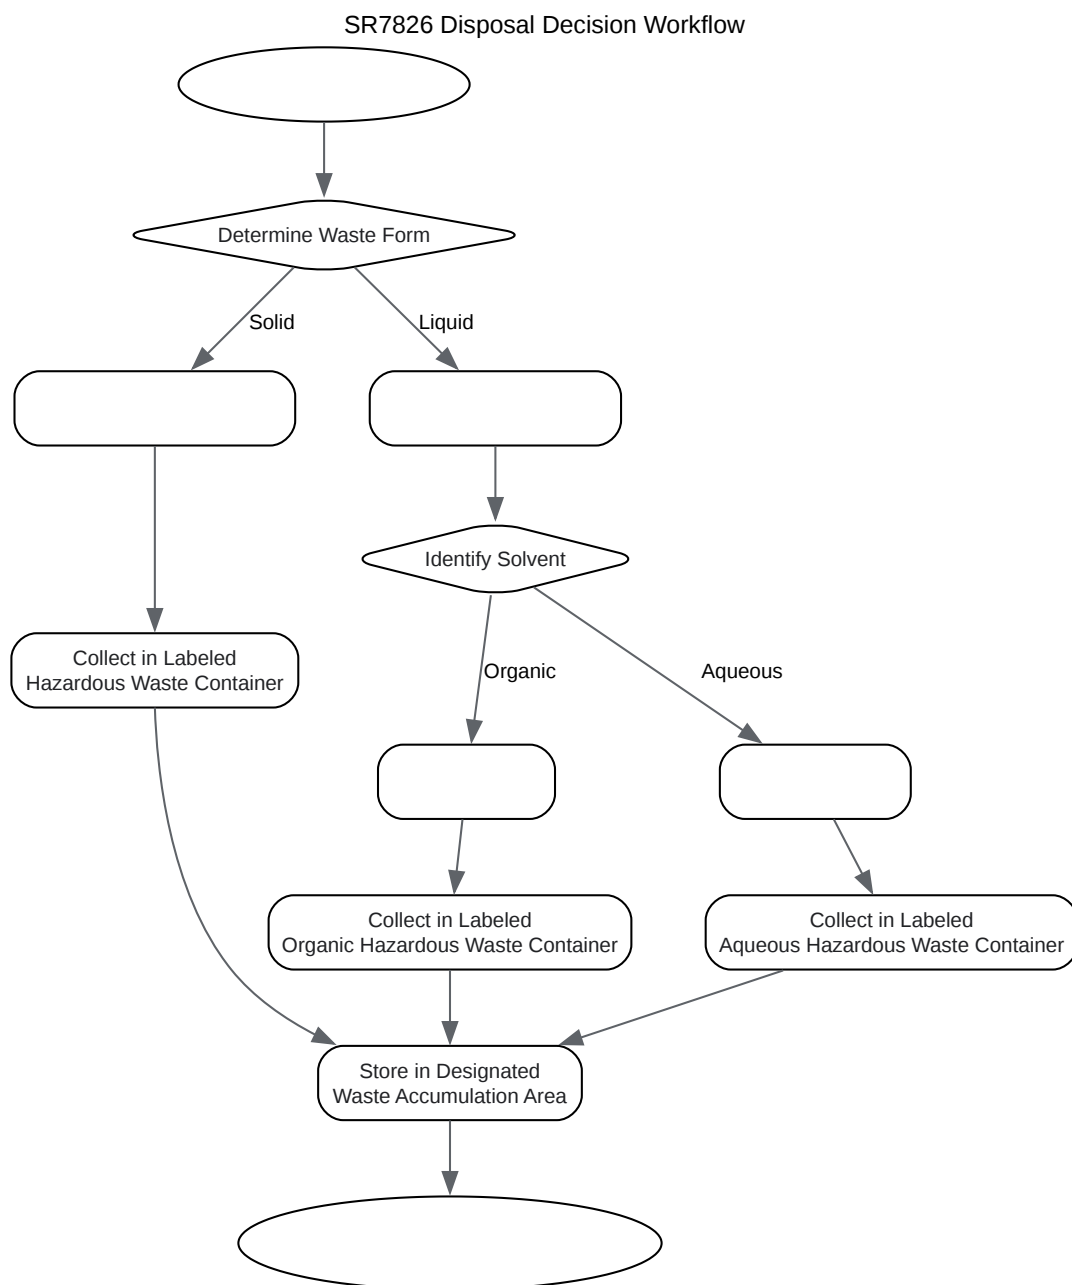 SR7826 Disposal Decision Workflow
Determine Waste Form
Solid
Liquid
Identify Solvent
Collect in Labeled
Hazardous Waste Container
Organic
Aqueous
Collect in Labeled
Organic Hazardous Waste Container
Collect in Labeled
Aqueous Hazardous Waste Container
Store in Designated
Waste Accumulation Area